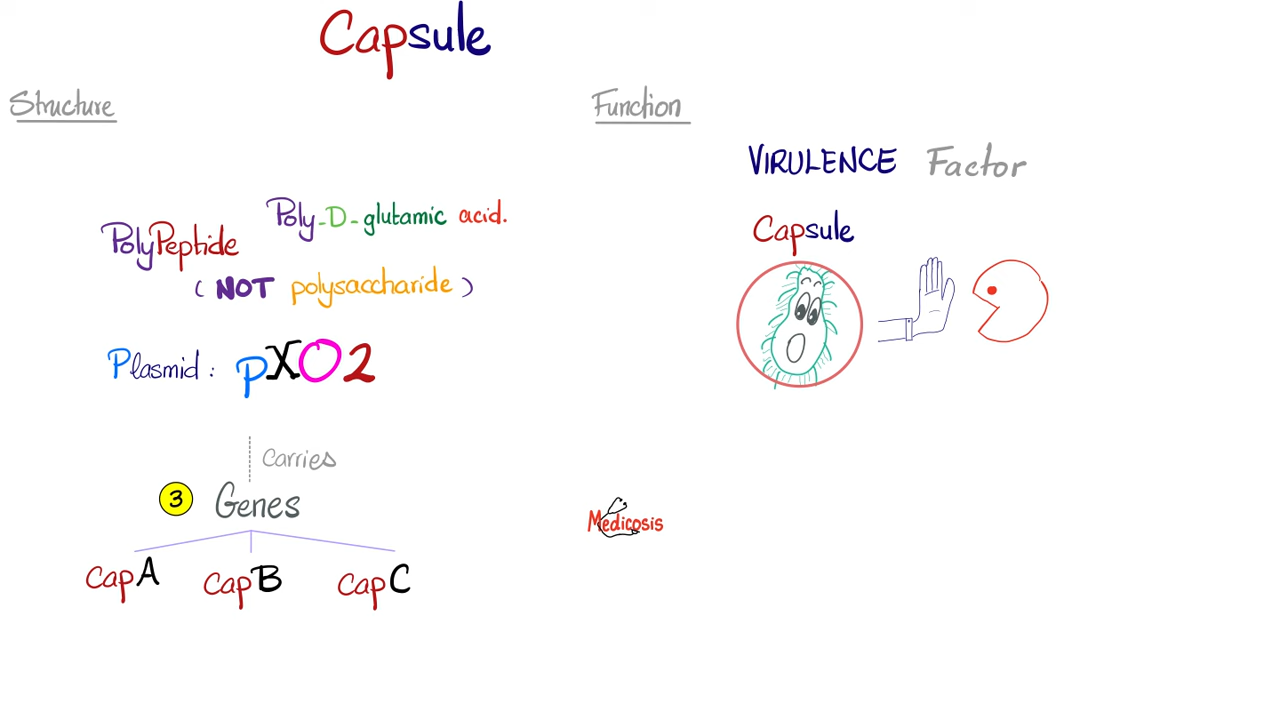 Capsule
Structure
Poly-D-glutamic acid.
PolyPeptide
( NOT polysaccharide )
Plasmid : pXO2
Carries
3 Genes
capA capB capC
Function
VIRULENCE Factor
Capsule
Medicosis